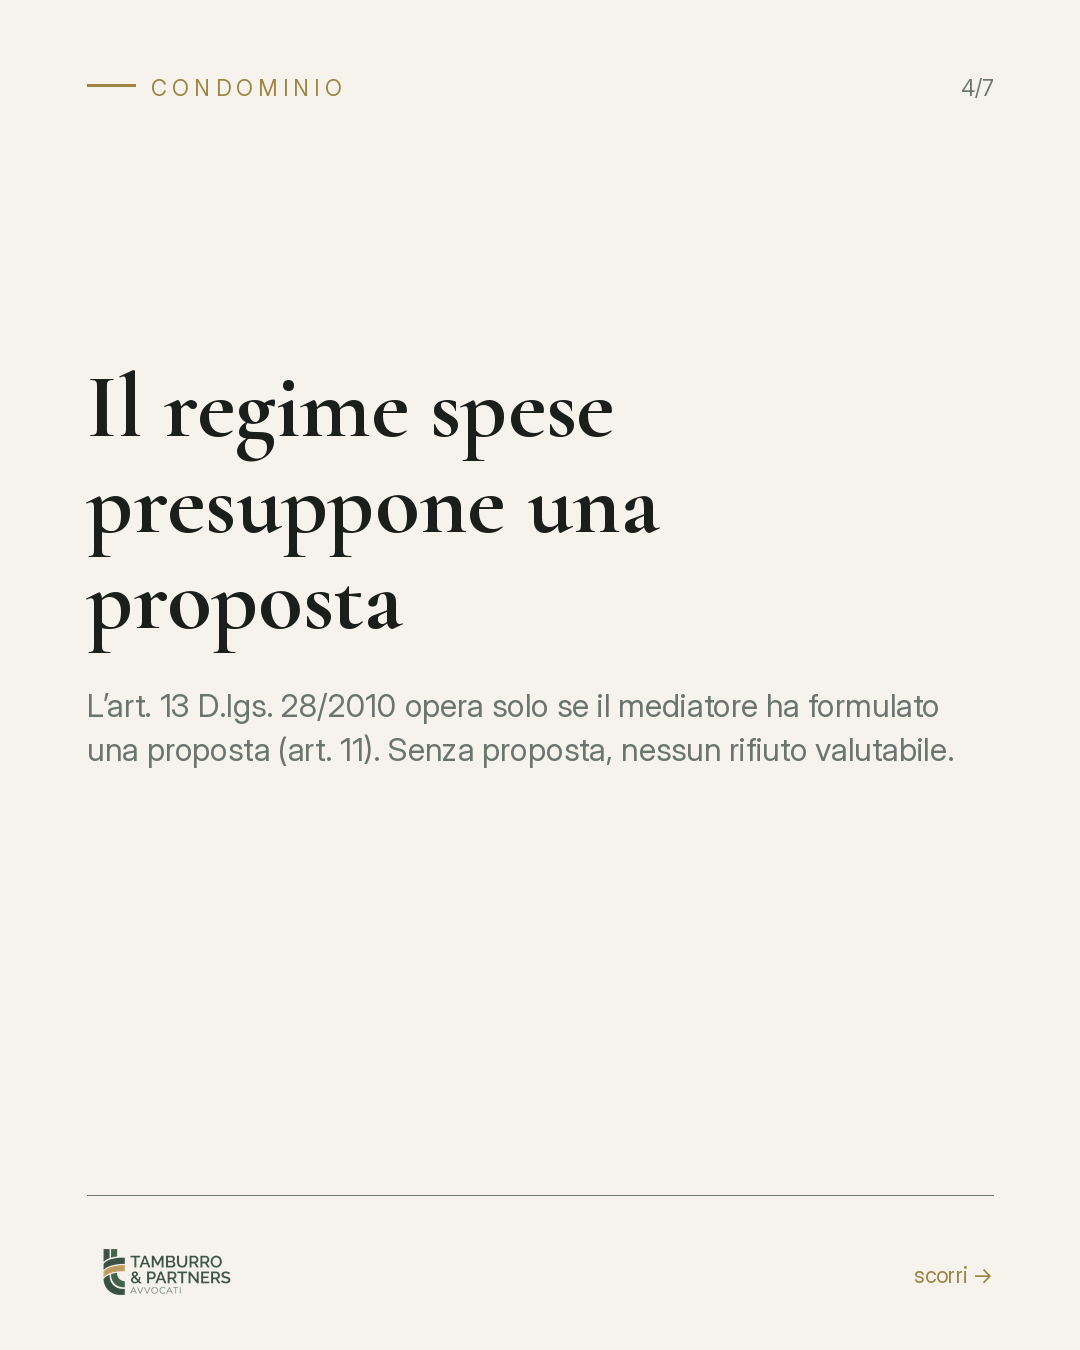 CONDOMINIO
4/7
Il regime spese
presuppone una
proposta
L’art. 13 D.lgs. 28/2010 opera solo se il mediatore ha formulato
una proposta (art. 11). Senza proposta, nessun rifiuto valutabile.
TAMBURRO
& PARTNERS
AVVOCATI
scorri →